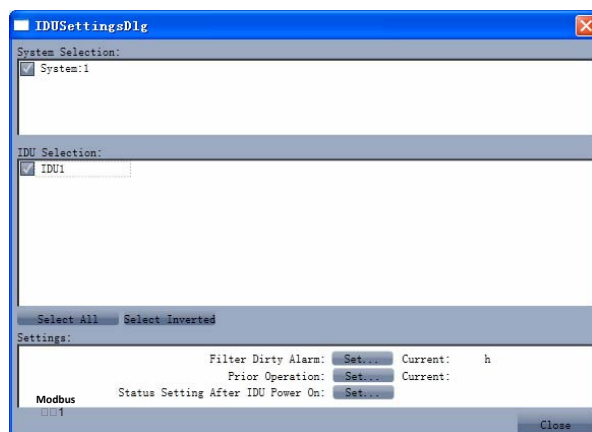 IDUSettingsDlg
System Selection:
System:1
IDU Selection:
IDU1
Select All Select Inverted
Settings:
Filter Dirty Alarm: Set... Current: h
Prior Operation: Set... Current:
Status Setting After IDU Power On: Set...
Modbus
□□1
Close